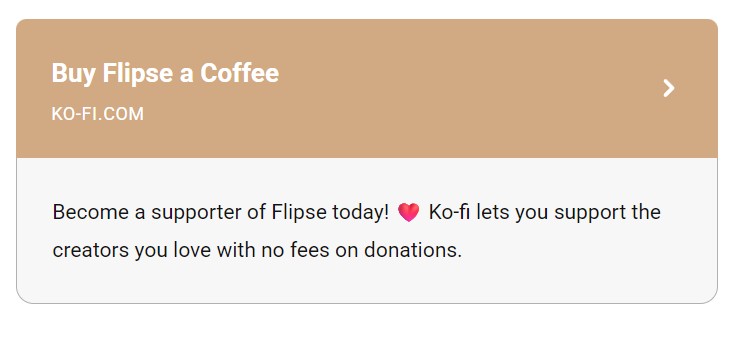 Buy Flipse a Coffee
KO-FI.COM
Become a supporter of Flipse today! ❤️ Ko-fi lets you support the
creators you love with no fees on donations.